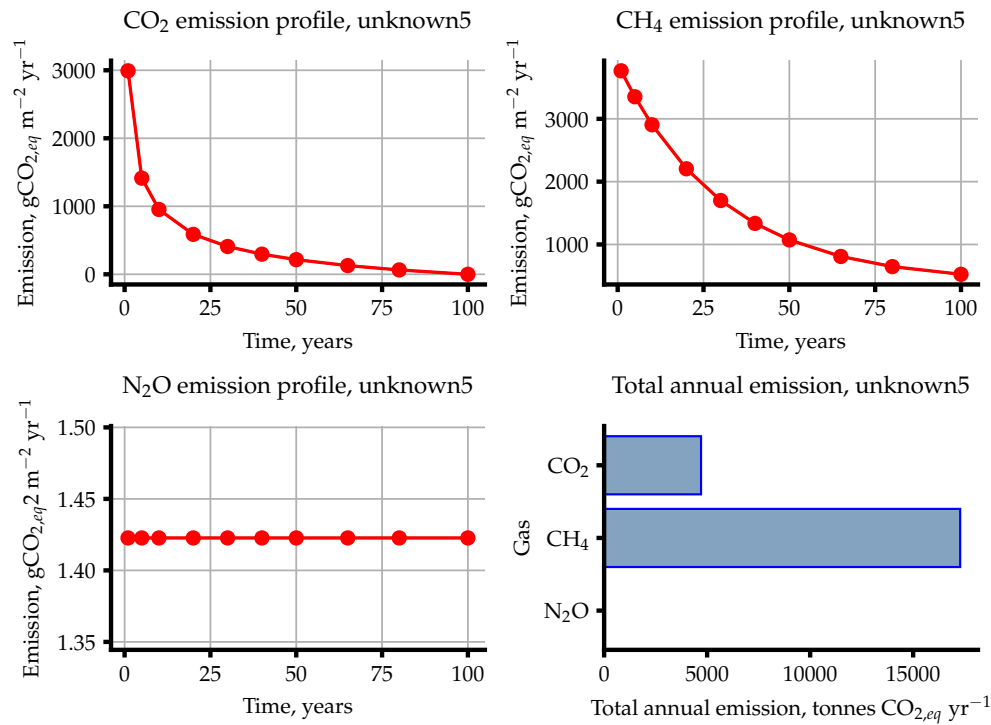 CO₂ emission profile, unknown5
Emission, gCO₂,eq m⁻² yr⁻¹
3000
2000
1000
0
0 25 50 75 100
Time, years
CH₄ emission profile, unknown5
Emission, gCO₂,eq m⁻² yr⁻¹
3000
2000
1000
0 25 50 75 100
Time, years
N₂O emission profile, unknown5
Emission, gCO₂,eq2 m⁻² yr⁻¹
1.50
1.45
1.40
1.35
0 25 50 75 100
Time, years
Total annual emission, unknown5
Gas
CO₂
CH₄
N₂O
0 5000 10000 15000
Total annual emission, tonnes CO₂,eq yr⁻¹